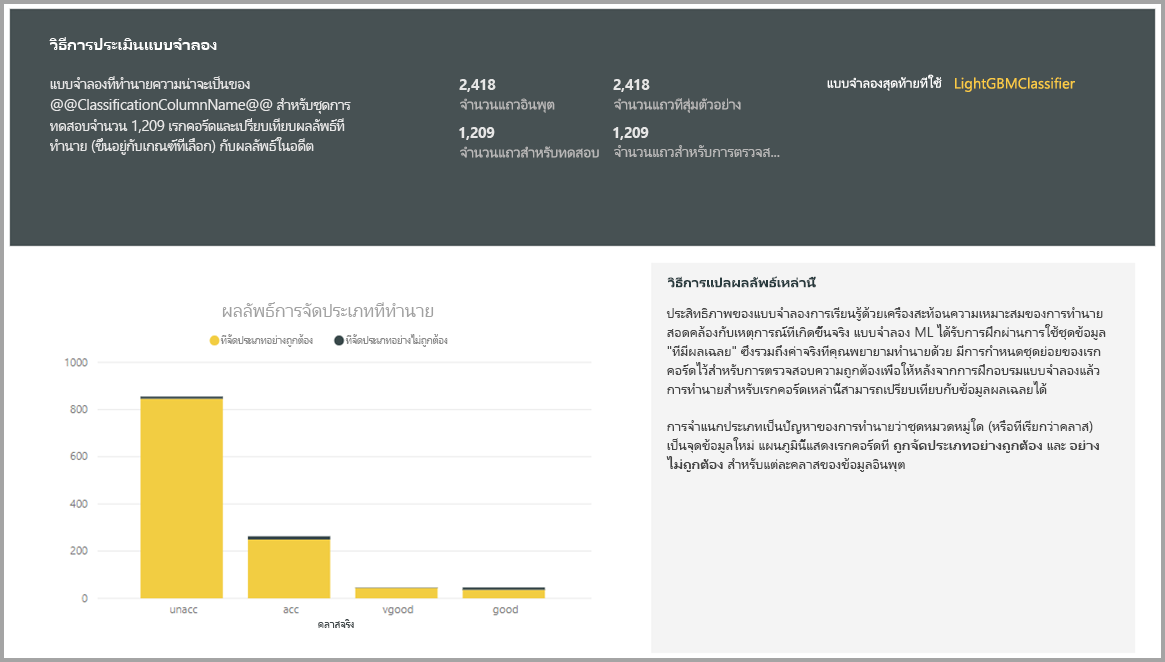 วิธีการประเมินแบบจำลอง
แบบจำลองที่ทำนายความน่าจะเป็นของ
@@ClassificationColumnName@@ สำหรับชุดการ
ทดสอบจำนวน 1,209 เรกคอร์ดและเปรียบเทียบผลลัพธ์ที่
ทำนาย (ขึ้นอยู่กับเกณฑ์ที่เลือก) กับผลลัพธ์ในอดีต
2,418
จำนวนแถวอินพุต
2,418
จำนวนแถวที่สุ่มตัวอย่าง
1,209
จำนวนแถวสำหรับทดสอบ
1,209
จำนวนแถวสำหรับการตรวจส...
แบบจำลองสุดท้ายที่ใช้ LightGBMClassifier
ผลลัพธ์การจัดประเภทที่ทำนาย
ที่จัดประเภทอย่างถูกต้อง ที่จัดประเภทอย่างไม่ถูกต้อง
1000
800
600
400
200
0
unacc acc vgood good
คลาสจริง
วิธีการแปลผลลัพธ์เหล่านี้
ประสิทธิภาพของแบบจำลองการเรียนรู้ด้วยเครื่องสะท้อนความเหมาะสมของการทำนาย
สอดคล้องกับเหตุการณ์ที่เกิดขึ้นจริง แบบจำลอง ML ได้รับการฝึกผ่านการใช้ชุดข้อมูล
"ที่มีผลเฉลย" ซึ่งรวมถึงค่าจริงที่คุณพยายามทำนายด้วย มีการกำหนดชุดย่อยของเรก
คอร์ดไว้สำหรับการตรวจสอบความถูกต้องเพื่อให้หลังจากการฝึกอบรมแบบจำลองแล้ว
การทำนายสำหรับเรกคอร์ดเหล่านี้สามารถเปรียบเทียบกับข้อมูลผลเฉลยได้
การจำแนกประเภทเป็นปัญหาของการทำนายว่าชุดหมวดหมู่ใด (หรือที่เรียกว่าคลาส)
เป็นจุดข้อมูลใหม่ แผนภูมินี้แสดงเรกคอร์ดที่ ถูกจัดประเภทอย่างถูกต้อง และ อย่าง
ไม่ถูกต้อง สำหรับแต่ละคลาสของข้อมูลอินพุต